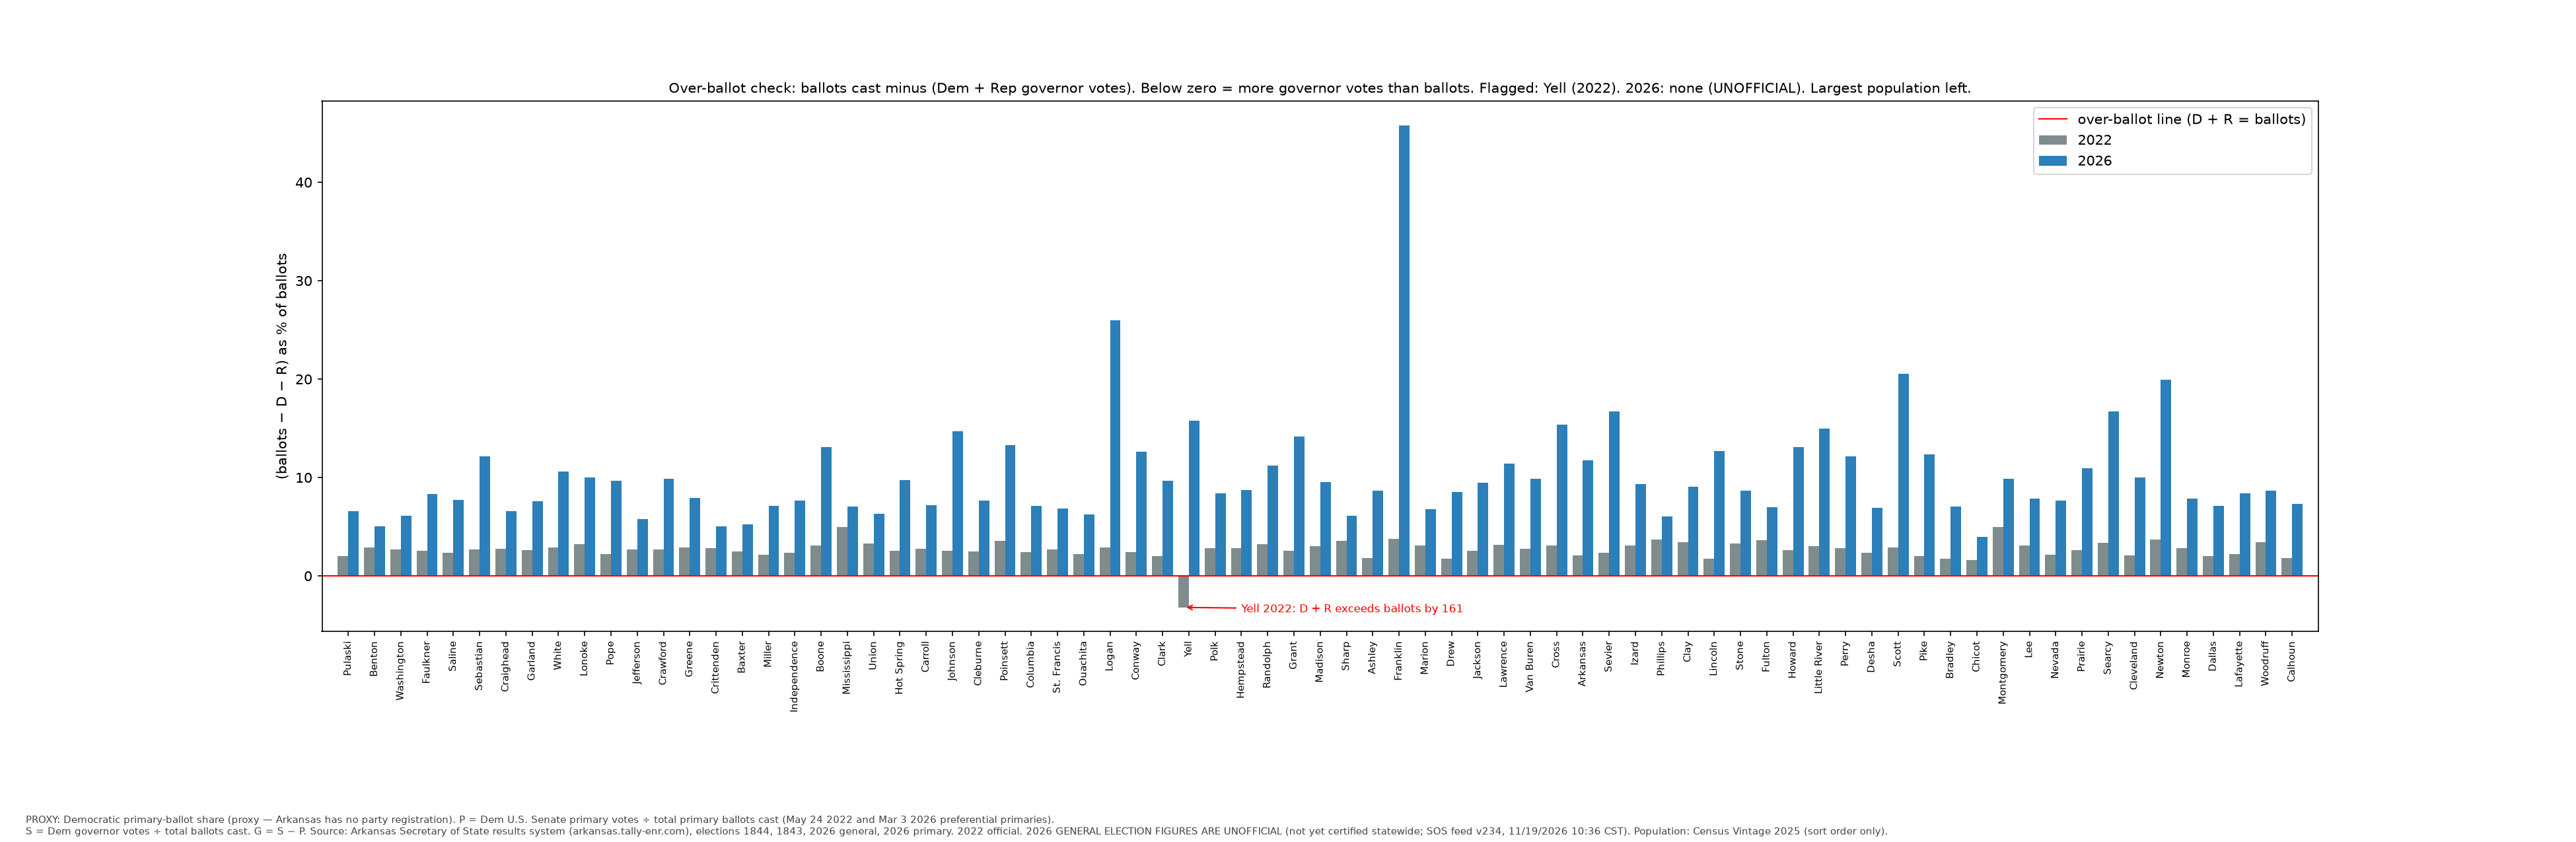 Over-ballot check: ballots cast minus (Dem + Rep governor votes). Below zero = more governor votes than ballots. Flagged: Yell (2022). 2026: none (UNOFFICIAL). Largest population left.
over-ballot line (D + R = ballots)
2022
2026
(ballots − D − R) as % of ballots
40
30
20
10
0
Yell 2022: D + R exceeds ballots by 161
Pulaski
Benton
Washington
Faulkner
Saline
Sebastian
Craighead
Garland
White
Lonoke
Pope
Jefferson
Crawford
Greene
Crittenden
Baxter
Miller
Independence
Boone
Mississippi
Union
Hot Spring
Carroll
Johnson
Cleburne
Poinsett
Columbia
St. Francis
Ouachita
Logan
Conway
Clark
Yell
Polk
Hempstead
Randolph
Grant
Madison
Sharp
Ashley
Franklin
Marion
Drew
Jackson
Lawrence
Van Buren
Cross
Arkansas
Sevier
Izard
Phillips
Clay
Lincoln
Stone
Fulton
Howard
Little River
Perry
Desha
Scott
Pike
Bradley
Chicot
Montgomery
Lee
Nevada
Prairie
Searcy
Cleveland
Newton
Monroe
Dallas
Lafayette
Woodruff
Calhoun
PROXY: Democratic primary-ballot share (proxy — Arkansas has no party registration). P = Dem U.S. Senate primary votes ÷ total primary ballots cast (May 24 2022 and Mar 3 2026 preferential primaries).
S = Dem governor votes ÷ total ballots cast. G = S − P. Source: Arkansas Secretary of State results system (arkansas.tally-enr.com), elections 1844, 1843, 2026 general, 2026 primary. 2022 official. 2026 GENERAL ELECTION FIGURES ARE UNOFFICIAL (not yet certified statewide; SOS feed v234, 11/19/2026 10:36 CST). Population: Census Vintage 2025 (sort order only).